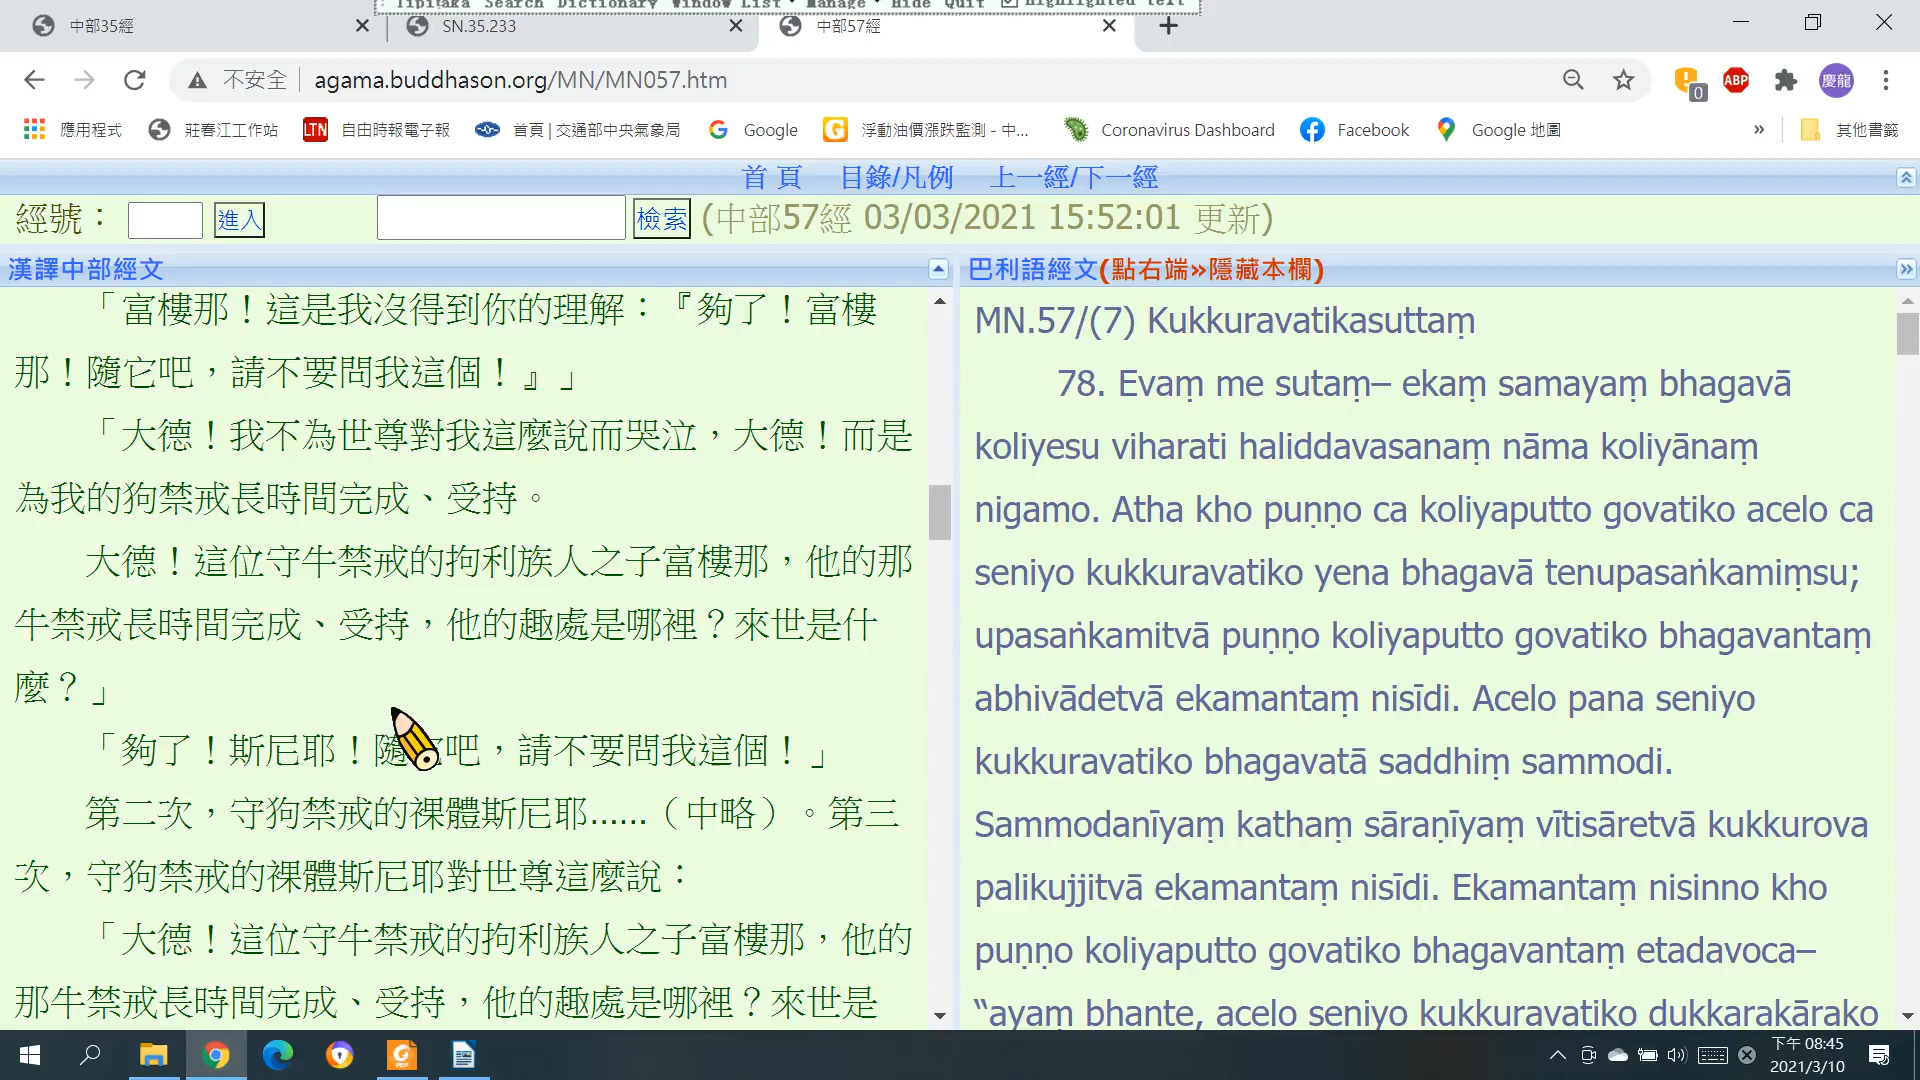 Tipitaka Search Dictionary Window List Manage Hide Quit Highlighted text
中部35經
SN.35.233
中部57經
不安全 agama.buddhason.org/MN/MN057.htm
0 ABP 慶龍
應用程式 莊春江工作站 LTN 自由時報電子報 首頁 | 交通部中央氣象局 Google 浮動油價漲跌監測 - 中... Coronavirus Dashboard Facebook Google 地圖 » 其他書籤
首 頁 目錄/凡例 上一經/下一經
經號： 進入 檢索 (中部57經 03/03/2021 15:52:01 更新)
漢譯中部經文
「富樓那！這是我沒得到你的理解：『夠了！富樓
那！隨它吧，請不要問我這個！』」
「大德！我不為世尊對我這麼說而哭泣，大德！而是
為我的狗禁戒長時間完成、受持。
大德！這位守牛禁戒的拘利族人之子富樓那，他的那
牛禁戒長時間完成、受持，他的趣處是哪裡？來世是什
麼？」
「夠了！斯尼耶！隨它吧，請不要問我這個！」
第二次，守狗禁戒的裸體斯尼耶……（中略）。第三
次，守狗禁戒的裸體斯尼耶對世尊這麼說：
「大德！這位守牛禁戒的拘利族人之子富樓那，他的
那牛禁戒長時間完成、受持，他的趣處是哪裡？來世是
巴利語經文(點右端»隱藏本欄)
MN.57/(7) Kukkuravatikasuttaṃ
78. Evaṃ me sutaṃ– ekaṃ samayaṃ bhagavā
koliyesu viharati haliddavasanaṃ nāma koliyānaṃ
nigamo. Atha kho puṇṇo ca koliyaputto govatiko acelo ca
seniyo kukkuravatiko yena bhagavā tenupasaṅkamiṃsu;
upasaṅkamitvā puṇṇo koliyaputto govatiko bhagavantaṃ
abhivādetvā ekamantaṃ nisīdi. Acelo pana seniyo
kukkuravatiko bhagavatā saddhiṃ sammodi.
Sammodanīyaṃ kathaṃ sāraṇīyaṃ vītisāretvā kukkurova
palikujjitvā ekamantaṃ nisīdi. Ekamantaṃ nisinno kho
puṇṇo koliyaputto govatiko bhagavantaṃ etadavoca–
“ayaṃ bhante, acelo seniyo kukkuravatiko dukkarakārako
下午 08:45
2021/3/10